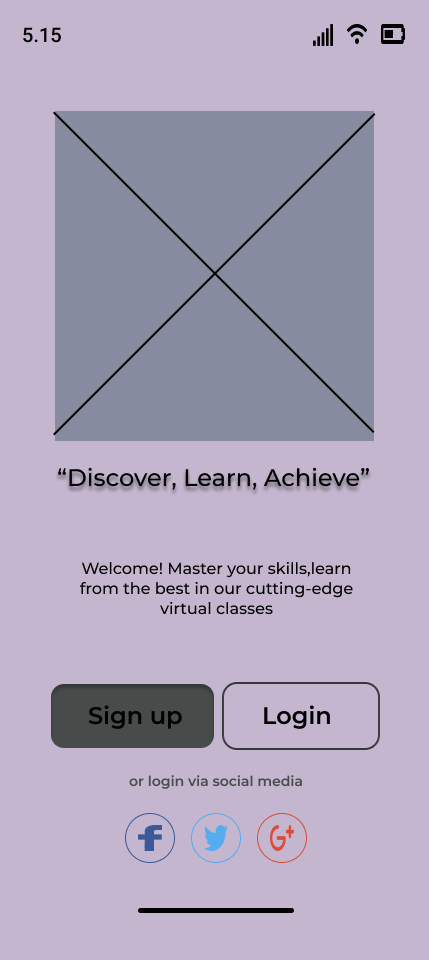 5.15
“Discover, Learn, Achieve”
Welcome! Master your skills,learn
from the best in our cutting-edge
virtual classes
Sign up
Login
or login via social media